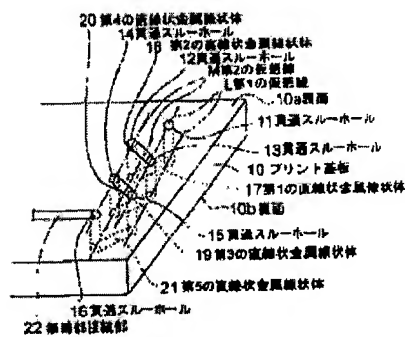 20 第4の直線状金属線状体
14 貫通スルーホール
18 第2の直線状金属線状体
12 貫通スルーホール
M 第2の仮想線
L 第1の仮想線
10a 表面
11 貫通スルーホール
13 貫通スルーホール
10 プリント基板
17 第1の直線状金属線状体
10b 裏面
15 貫通スルーホール
19 第3の直線状金属線状体
21 第5の直線状金属線状体
16 貫通スルーホール
22